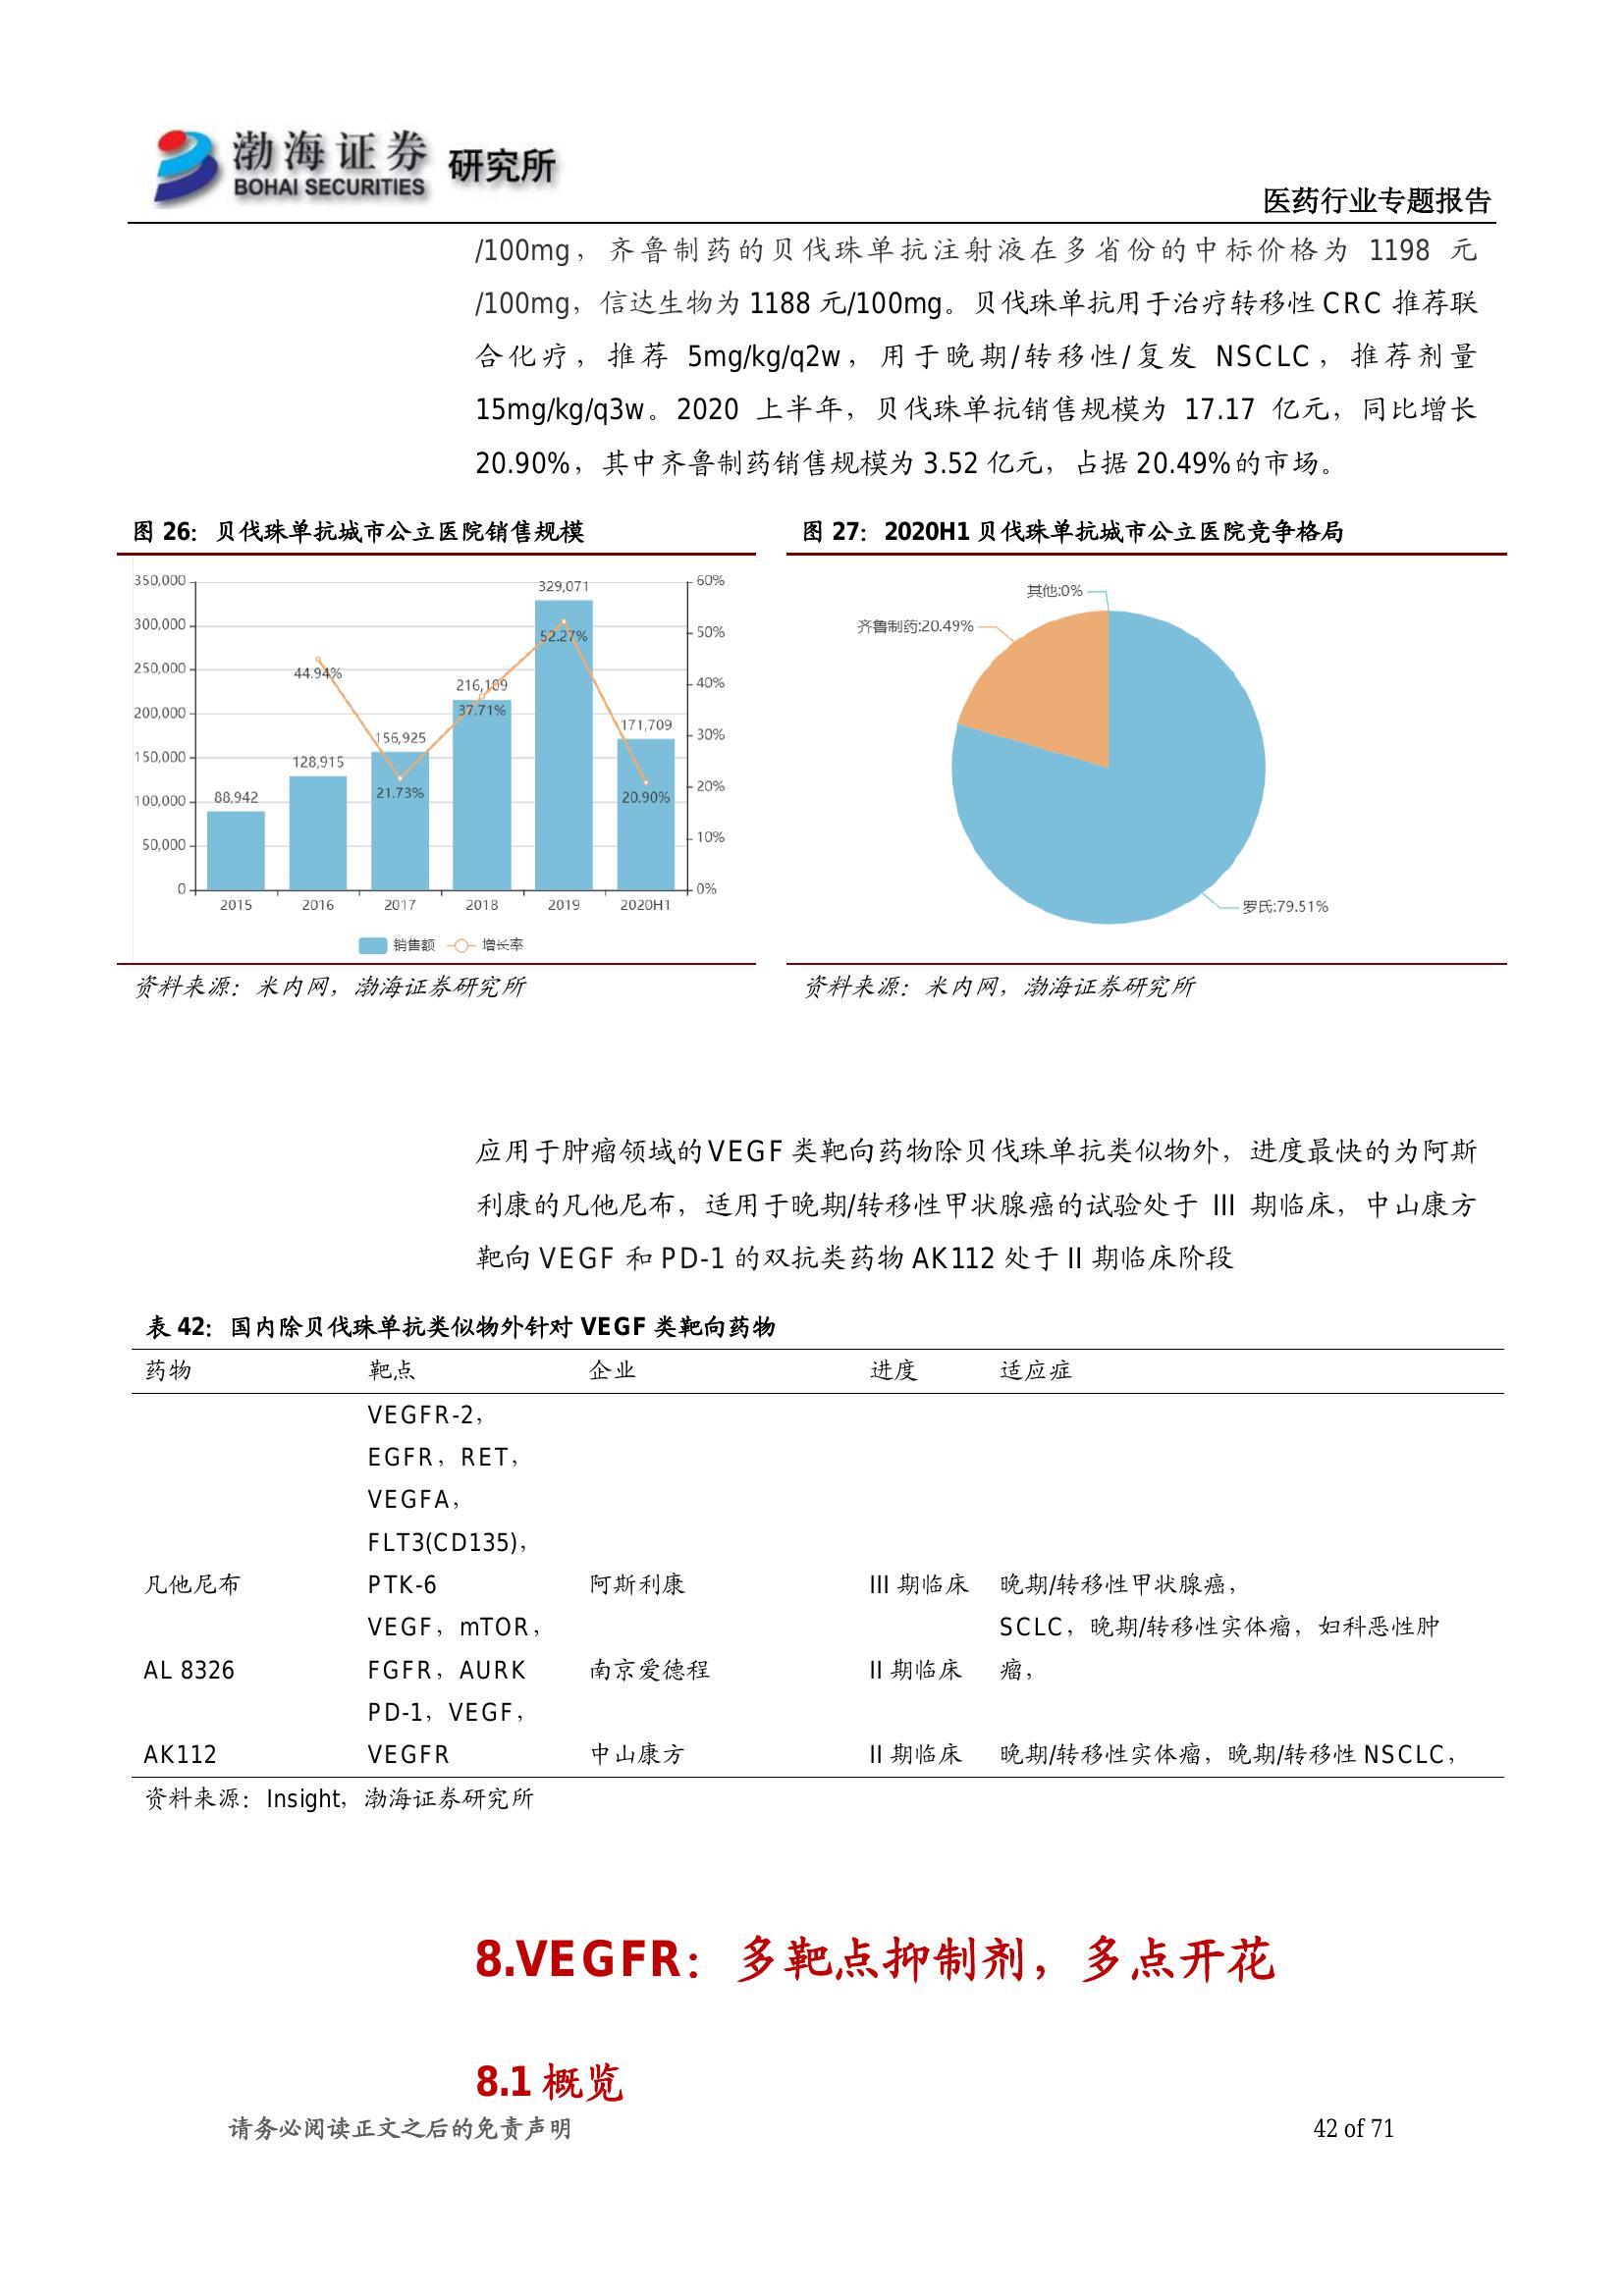 渤海证券 研究所
BOHAI SECURITIES
医药行业专题报告
/100mg，齐鲁制药的贝伐珠单抗注射液在多省份的中标价格为 1198 元
/100mg，信达生物为 1188 元/100mg。贝伐珠单抗用于治疗转移性 CRC 推荐联
合化疗，推荐 5mg/kg/q2w，用于晚期/转移性/复发 NSCLC，推荐剂量
15mg/kg/q3w。2020 上半年，贝伐珠单抗销售规模为 17.17 亿元，同比增长
20.90%，其中齐鲁制药销售规模为 3.52 亿元，占据 20.49%的市场。
图 26：贝伐珠单抗城市公立医院销售规模
350,000
300,000
250,000
200,000
150,000
100,000
50,000
0
60%
50%
40%
30%
20%
10%
0%
88,942
128,915
156,925
216,109
329,071
171,709
44.94%
21.73%
37.71%
52.27%
20.90%
2015 2016 2017 2018 2019 2020H1
销售额 增长率
资料来源：米内网，渤海证券研究所
图 27：2020H1 贝伐珠单抗城市公立医院竞争格局
其他:0%
齐鲁制药:20.49%
罗氏:79.51%
资料来源：米内网，渤海证券研究所
应用于肿瘤领域的 VEGF 类靶向药物除贝伐珠单抗类似物外，进度最快的为阿斯
利康的凡他尼布，适用于晚期/转移性甲状腺癌的试验处于 III 期临床，中山康方
靶向 VEGF 和 PD-1 的双抗类药物 AK112 处于 II 期临床阶段
表 42：国内除贝伐珠单抗类似物外针对 VEGF 类靶向药物
药物 靶点 企业 进度 适应症
VEGFR-2，
EGFR，RET，
VEGFA，
FLT3(CD135)，
凡他尼布 PTK-6 阿斯利康 III 期临床 晚期/转移性甲状腺癌，
VEGF，mTOR， SCLC，晚期/转移性实体瘤，妇科恶性肿
AL 8326 FGFR，AURK 南京爱德程 II 期临床 瘤，
PD-1，VEGF，
AK112 VEGFR 中山康方 II 期临床 晚期/转移性实体瘤，晚期/转移性 NSCLC，
资料来源：Insight，渤海证券研究所
8.VEGFR：多靶点抑制剂，多点开花
8.1 概览
请务必阅读正文之后的免责声明
42 of 71